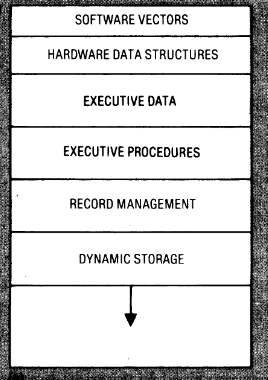 SOFTWARE VECTORS
HARDWARE DATA STRUCTURES
EXECUTIVE DATA
EXECUTIVE PROCEDURES
RECORD MANAGEMENT
DYNAMIC STORAGE